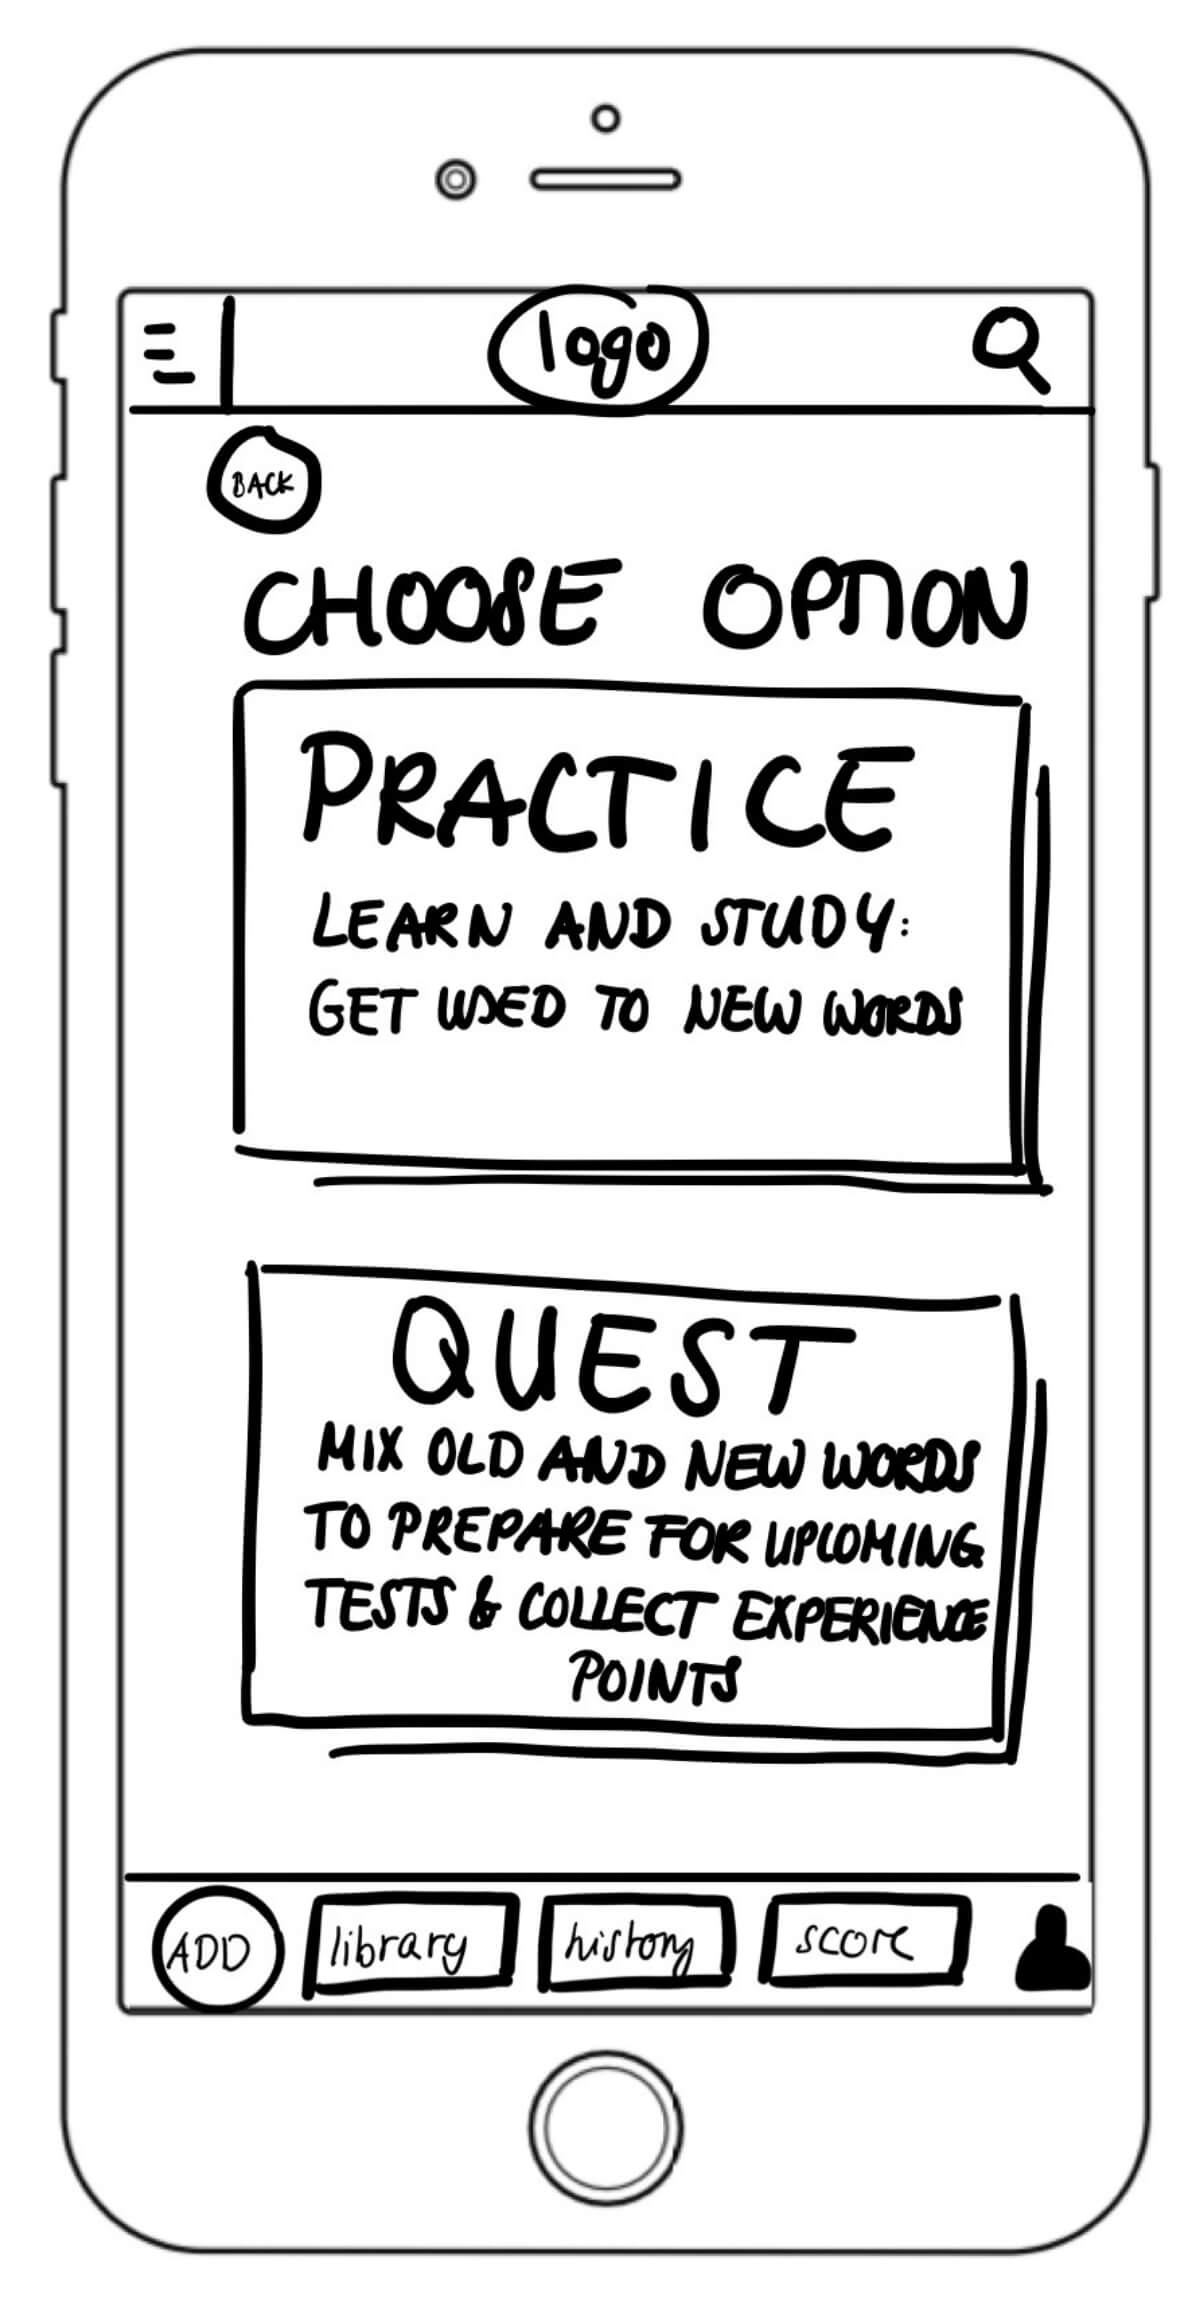 logo
BACK
CHOOSE OPTION
PRACTICE
LEARN AND STUDY:
GET USED TO NEW WORDS
QUEST
MIX OLD AND NEW WORDS
TO PREPARE FOR UPCOMING
TESTS & COLLECT EXPERIENCE
POINTS
ADD library history score